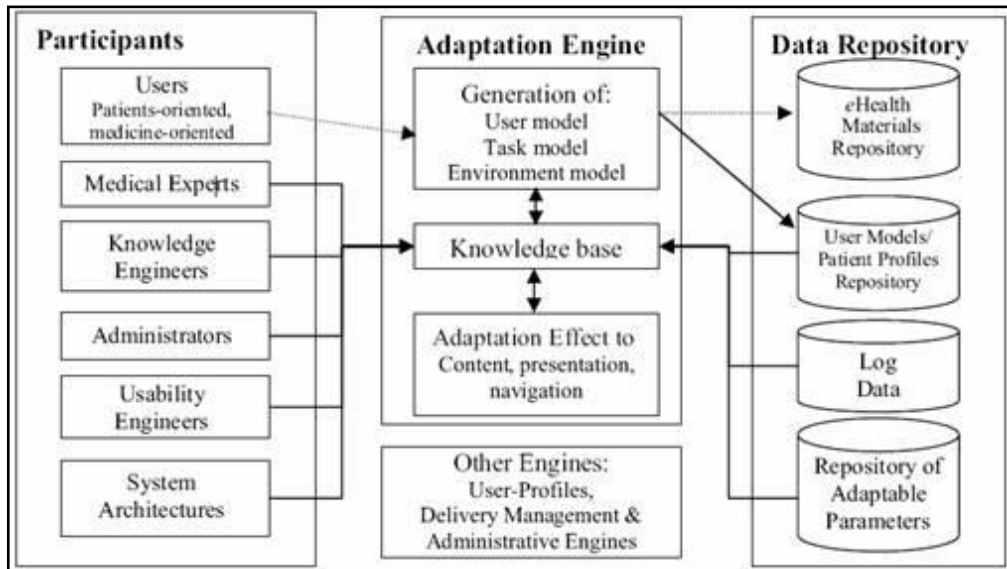 Participants
Users
Patients-oriented,
medicine-oriented
Medical Experts
Knowledge
Engineers
Administrators
Usability
Engineers
System
Architectures
Adaptation Engine
Generation of:
User model
Task model
Environment model
Knowledge base
Adaptation Effect to
Content, presentation,
navigation
Other Engines:
User-Profiles,
Delivery Management &
Administrative Engines
Data Repository
eHealth
Materials
Repository
User Models/
Patient Profiles
Repository
Log
Data
Repository of
Adaptable
Parameters